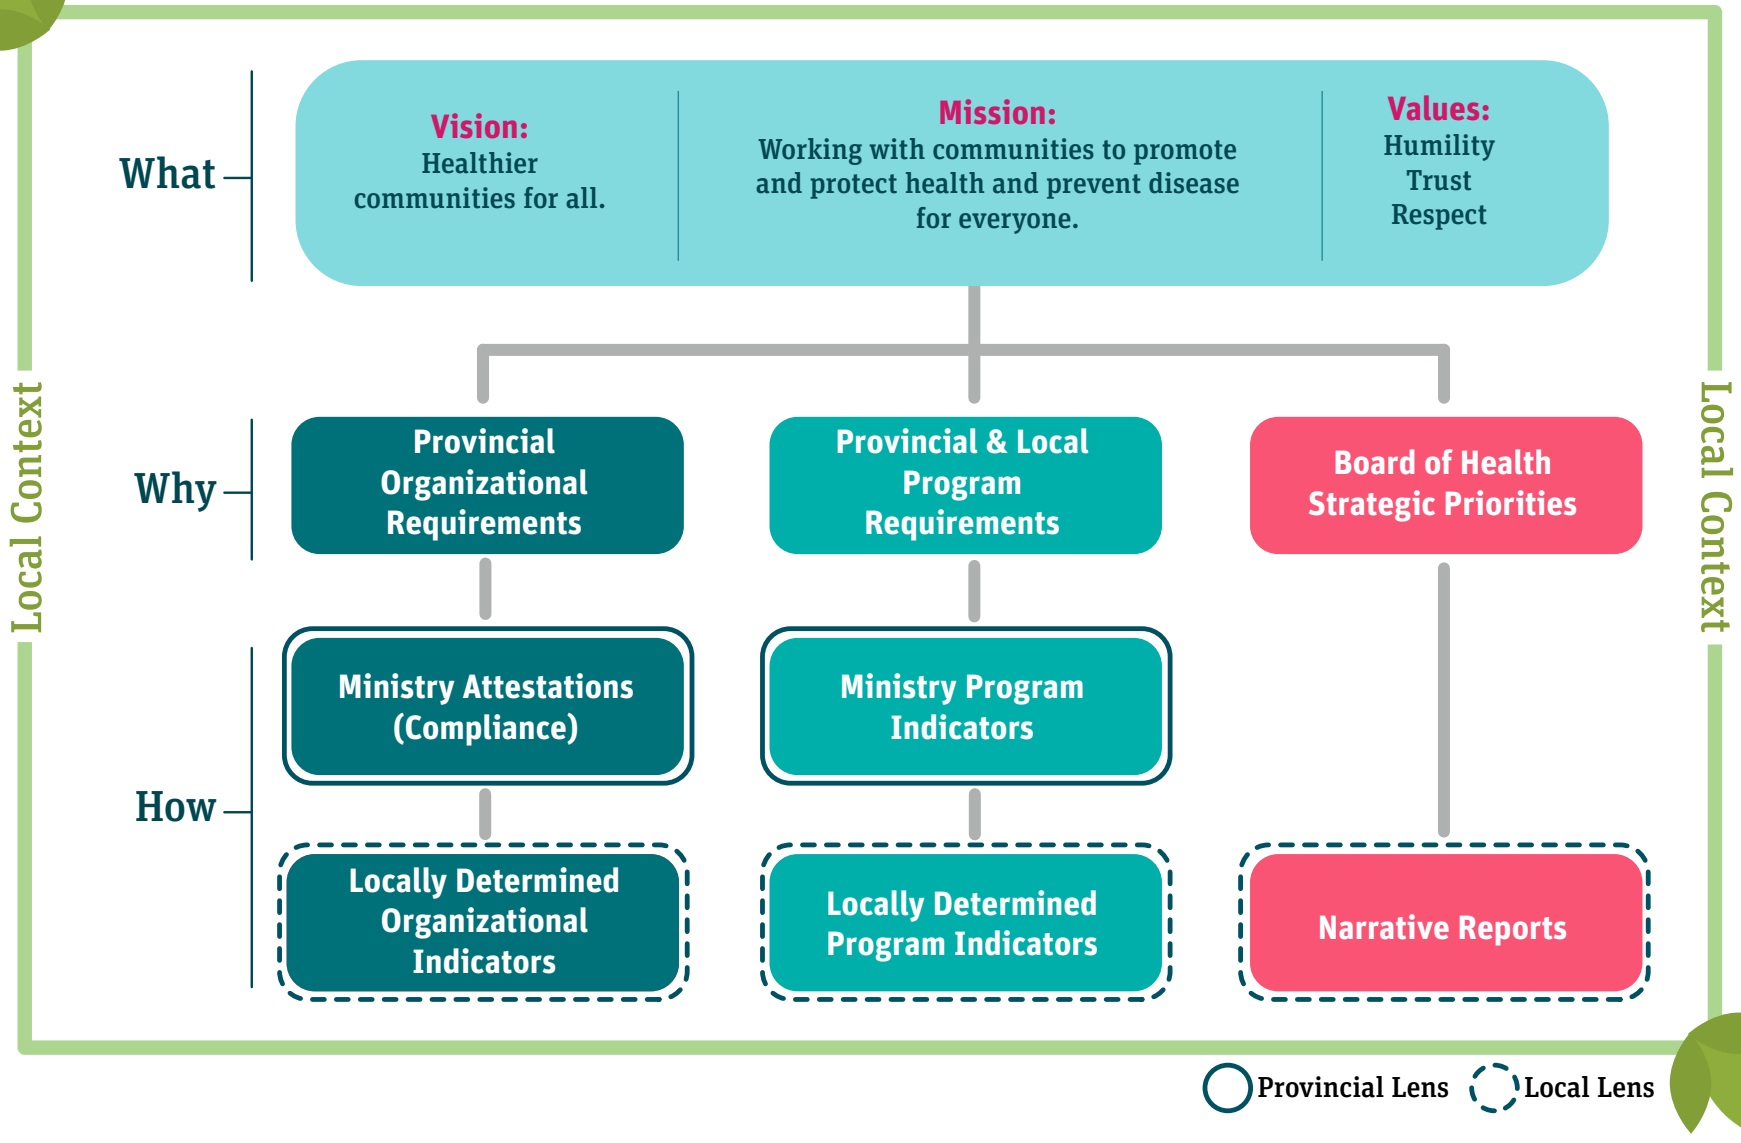 What
Vision:
Healthier
communities for all.
Mission:
Working with communities to promote
and protect health and prevent disease
for everyone.
Values:
Humility
Trust
Respect
Local Context
Local Context
Why
Provincial
Organizational
Requirements
Provincial & Local
Program
Requirements
Board of Health
Strategic Priorities
How
Ministry Attestations
(Compliance)
Ministry Program
Indicators
Locally Determined
Organizational
Indicators
Locally Determined
Program Indicators
Narrative Reports
Provincial Lens
Local Lens